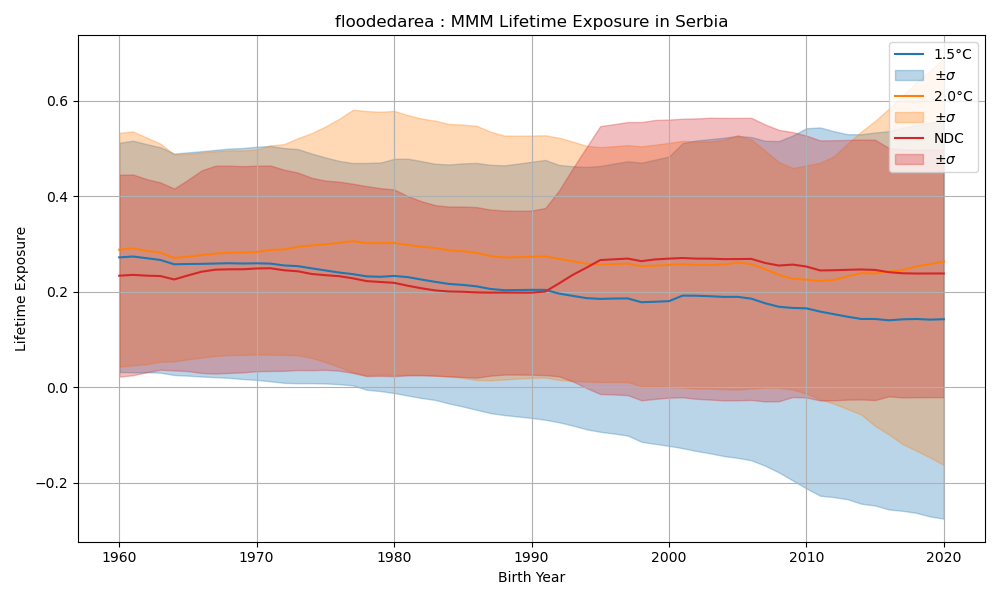 floodedarea : MMM Lifetime Exposure in Serbia
1.5°C
±σ
2.0°C
±σ
NDC
±σ
Lifetime Exposure
0.6
0.4
0.2
0.0
−0.2
1960 1970 1980 1990 2000 2010 2020
Birth Year